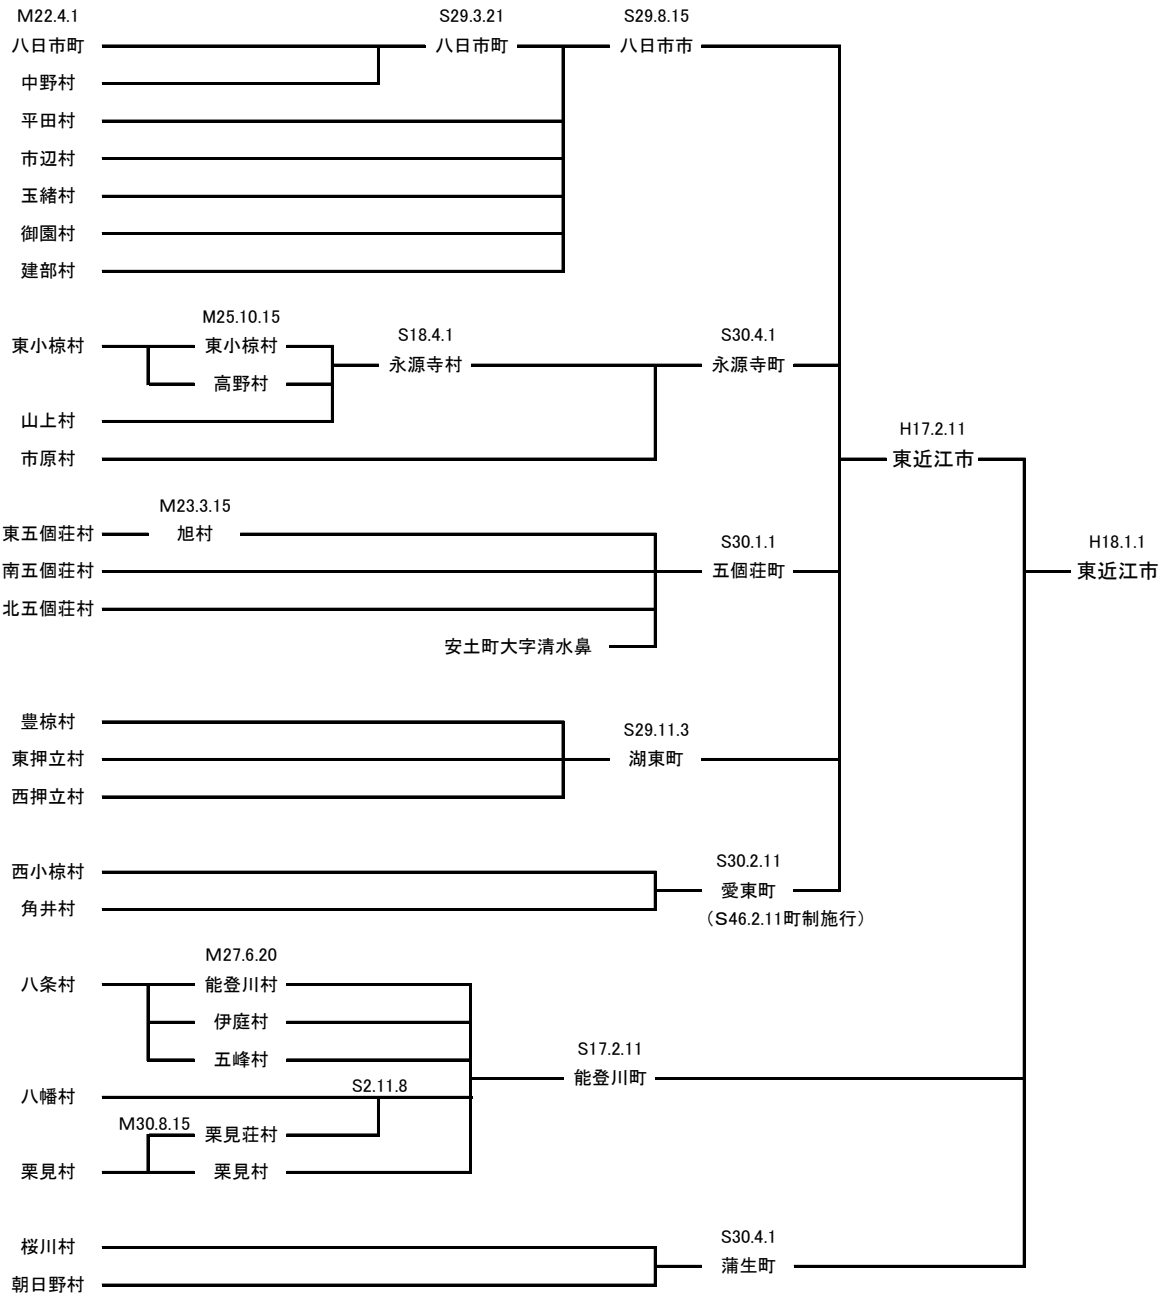 M22.4.1 S29.3.21 S29.8.15
八日市町 八日市町 八日市市
中野村
平田村
市辺村
玉緒村
御園村
建部村
M25.10.15
東小椋村 東小椋村
S18.4.1 S30.4.1
永源寺村 永源寺町
高野村
山上村
H17.2.11
市原村 東近江市
M23.3.15
東五個荘村 旭村
S30.1.1 H18.1.1
南五個荘村 五個荘町 東近江市
北五個荘村
安土町大字清水鼻
豊椋村
S29.11.3
東押立村 湖東町
西押立村
S30.2.11
西小椋村
愛東町
角井村
（S46.2.11町制施行）
M27.6.20
八条村 能登川村
伊庭村
S17.2.11
五峰村
能登川町
S2.11.8
八幡村
M30.8.15
栗見荘村
栗見村 栗見村
S30.4.1
桜川村
蒲生町
朝日野村